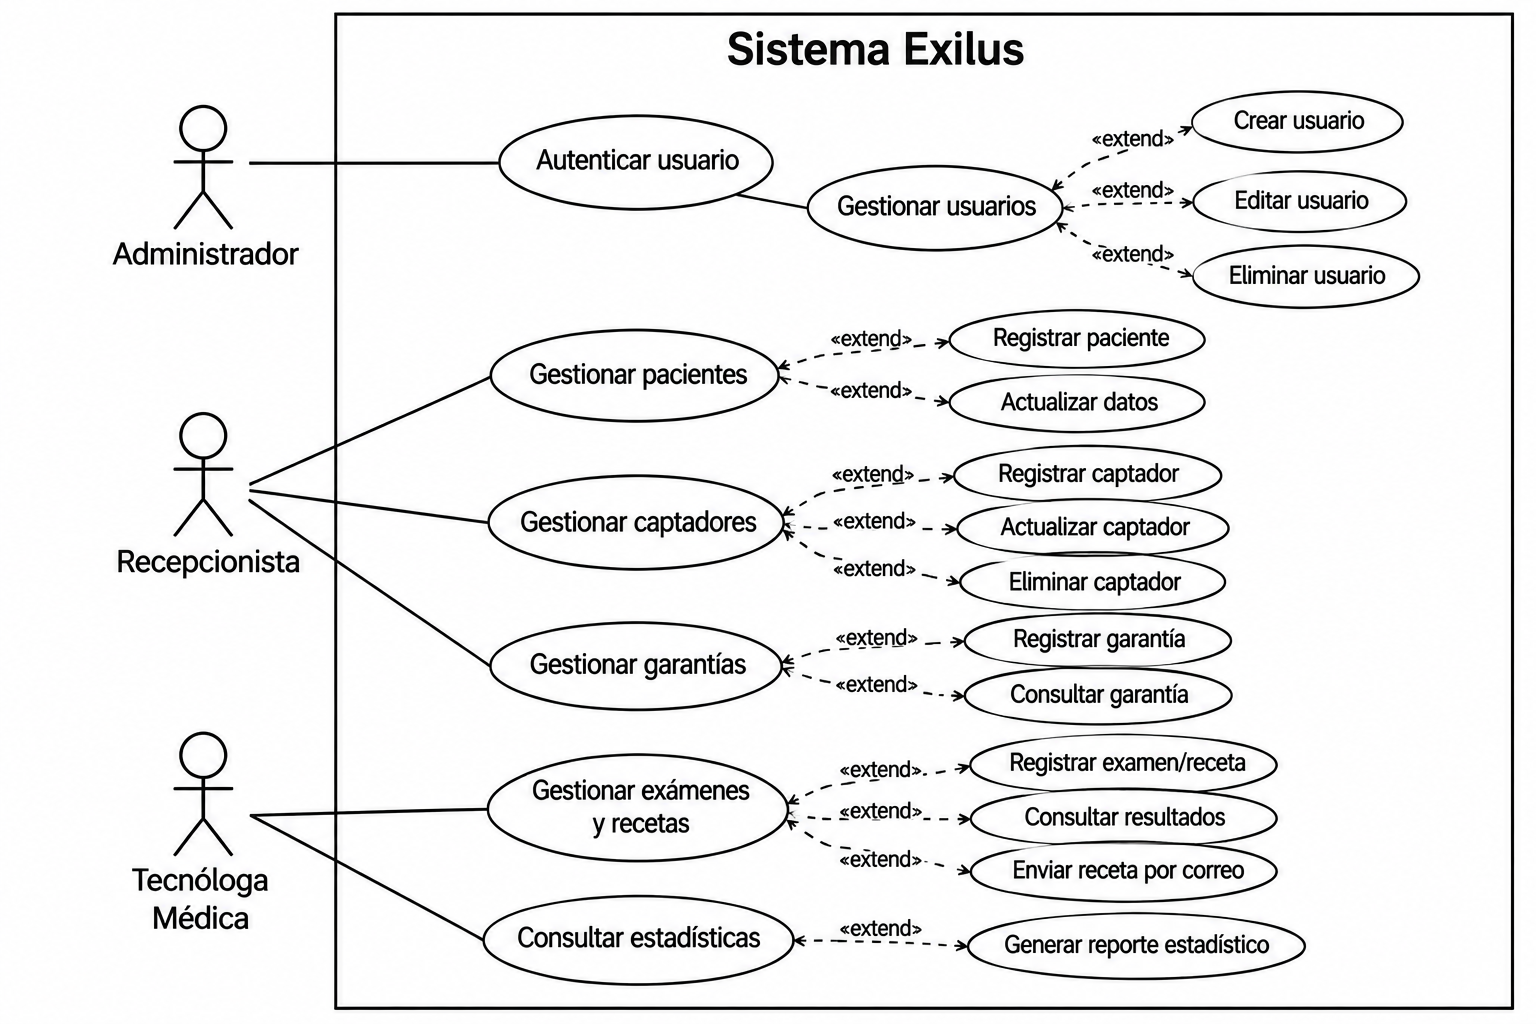 Sistema Exilus
Administrador
Autenticar usuario
Gestionar usuarios
«extend»
Crear usuario
«extend»
Editar usuario
«extend»
Eliminar usuario
Recepcionista
Gestionar pacientes
«extend»
Registrar paciente
«extend»
Actualizar datos
Gestionar captadores
«extend»
Registrar captador
«extend»
Actualizar captador
«extend»
Eliminar captador
Gestionar garantías
«extend»
Registrar garantía
«extend»
Consultar garantía
Tecnóloga
Médica
Gestionar exámenes
y recetas
«extend»
Registrar examen/receta
«extend»
Consultar resultados
«extend»
Enviar receta por correo
Consultar estadísticas
«extend»
Generar reporte estadístico